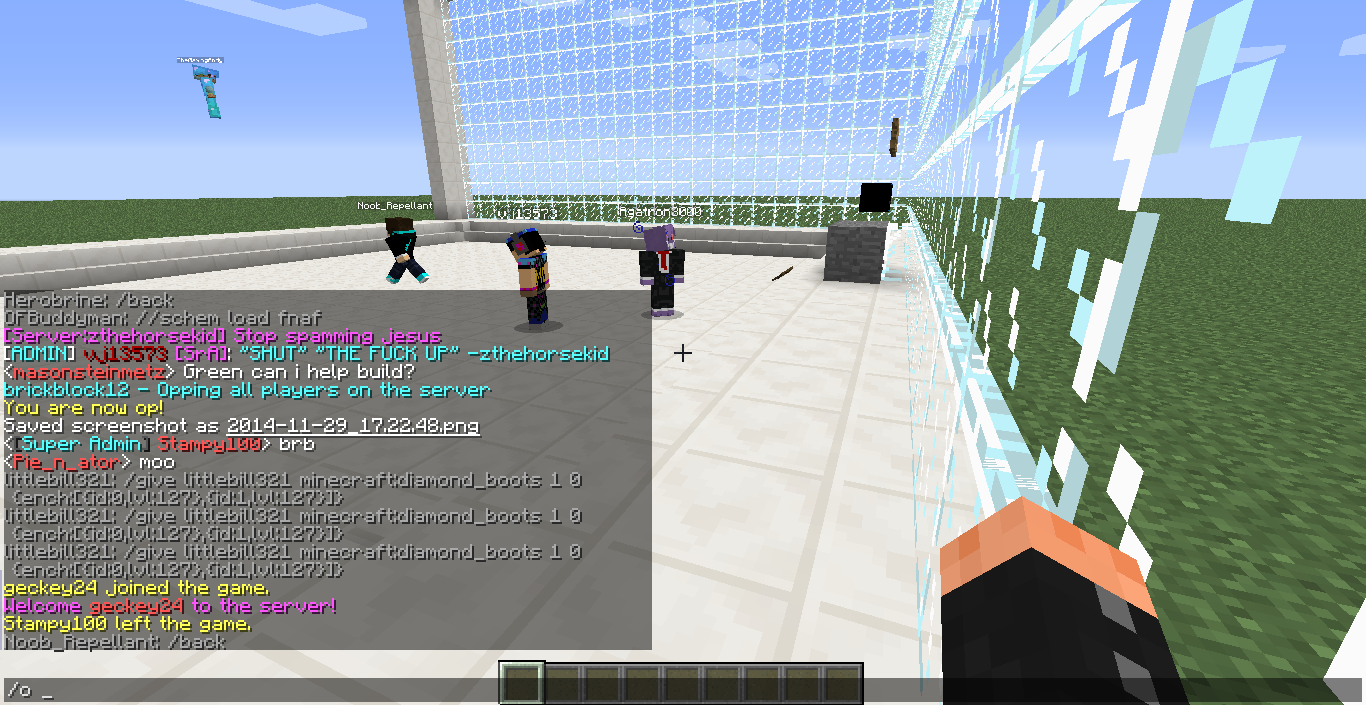 TheGamingAndy
Noob_Repellant
vj13573
Agatron3000
Herobrine: /back
OFBuddyman: //schem load fnaf
[Server:zthehorsekid] Stop spamming jesus
[ADMIN] vj13573 [SrA]: "SHUT" "THE FUCK UP" -zthehorsekid
<masonsteinmetz> Green can i help build?
brickblock12 - Opping all players on the server
You are now op!
Saved screenshot as 2014-11-29_17.22.48.png
<[Super Admin] Stampy100> brb
<Pie_n_ator> moo
littlebill321: /give littlebill321 minecraft:diamond_boots 1 0
{ench:[{id:0,lvl:127},{id:1,lvl:127}]}
littlebill321: /give littlebill321 minecraft:diamond_boots 1 0
{ench:[{id:0,lvl:127},{id:1,lvl:127}]}
littlebill321: /give littlebill321 minecraft:diamond_boots 1 0
{ench:[{id:0,lvl:127},{id:1,lvl:127}]}
geckey24 joined the game.
Welcome geckey24 to the server!
Stampy100 left the game.
Noob_Repellant: /back
/o _